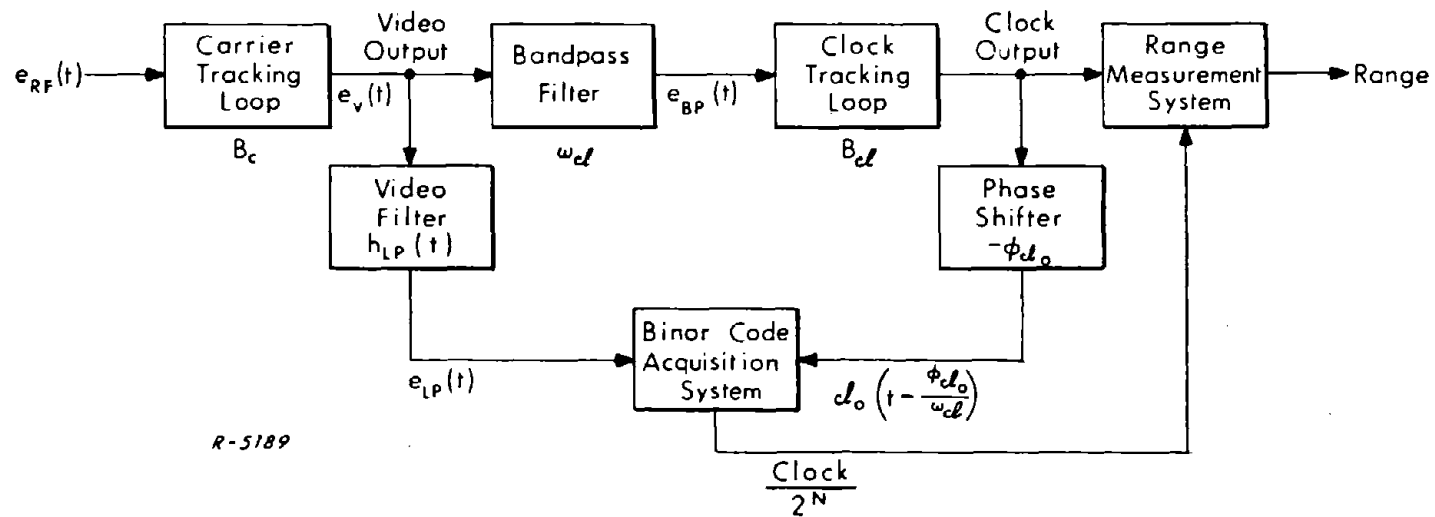 e_RF(t)
Carrier
Tracking
Loop
B_c
Video
Output
e_v(t)
Bandpass
Filter
ω_cl
e_BP(t)
Clock
Tracking
Loop
B_cl
Clock
Output
Range
Measurement
System
Range
Video
Filter
h_LP(t)
Phase
Shifter
-ϕ_cl_o
e_LP(t)
Binor Code
Acquisition
System
cl_o (t - ϕ_cl_o / ω_cl)
R-5189
Clock
2^N